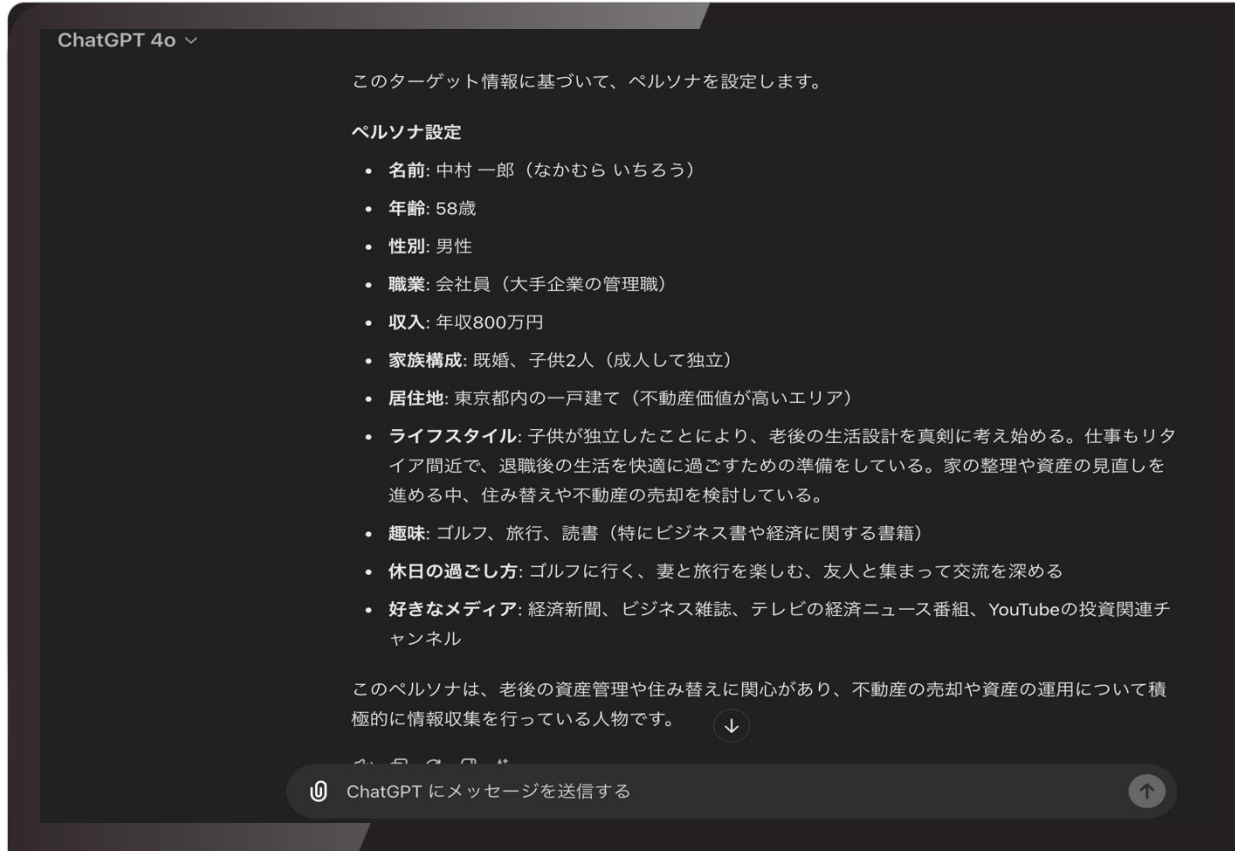 ChatGPT 4o
このターゲット情報に基づいて、ペルソナを設定します。
ペルソナ設定
• 名前: 中村 一郎（なかむら いちろう）
• 年齢: 58歳
• 性別: 男性
• 職業: 会社員（大手企業の管理職）
• 収入: 年収800万円
• 家族構成: 既婚、子供2人（成人して独立）
• 居住地: 東京都内の一戸建て（不動産価値が高いエリア）
• ライフスタイル: 子供が独立したことにより、老後の生活設計を真剣に考え始める。仕事もリタ
イア間近で、退職後の生活を快適に過ごすための準備をしている。家の整理や資産の見直しを
進める中、住み替えや不動産の売却を検討している。
• 趣味: ゴルフ、旅行、読書（特にビジネス書や経済に関する書籍）
• 休日の過ごし方: ゴルフに行く、妻と旅行を楽しむ、友人と集まって交流を深める
• 好きなメディア: 経済新聞、ビジネス雑誌、テレビの経済ニュース番組、YouTubeの投資関連チ
ャンネル
このペルソナは、老後の資産管理や住み替えに関心があり、不動産の売却や資産の運用について積
極的に情報収集を行っている人物です。
ChatGPT にメッセージを送信する